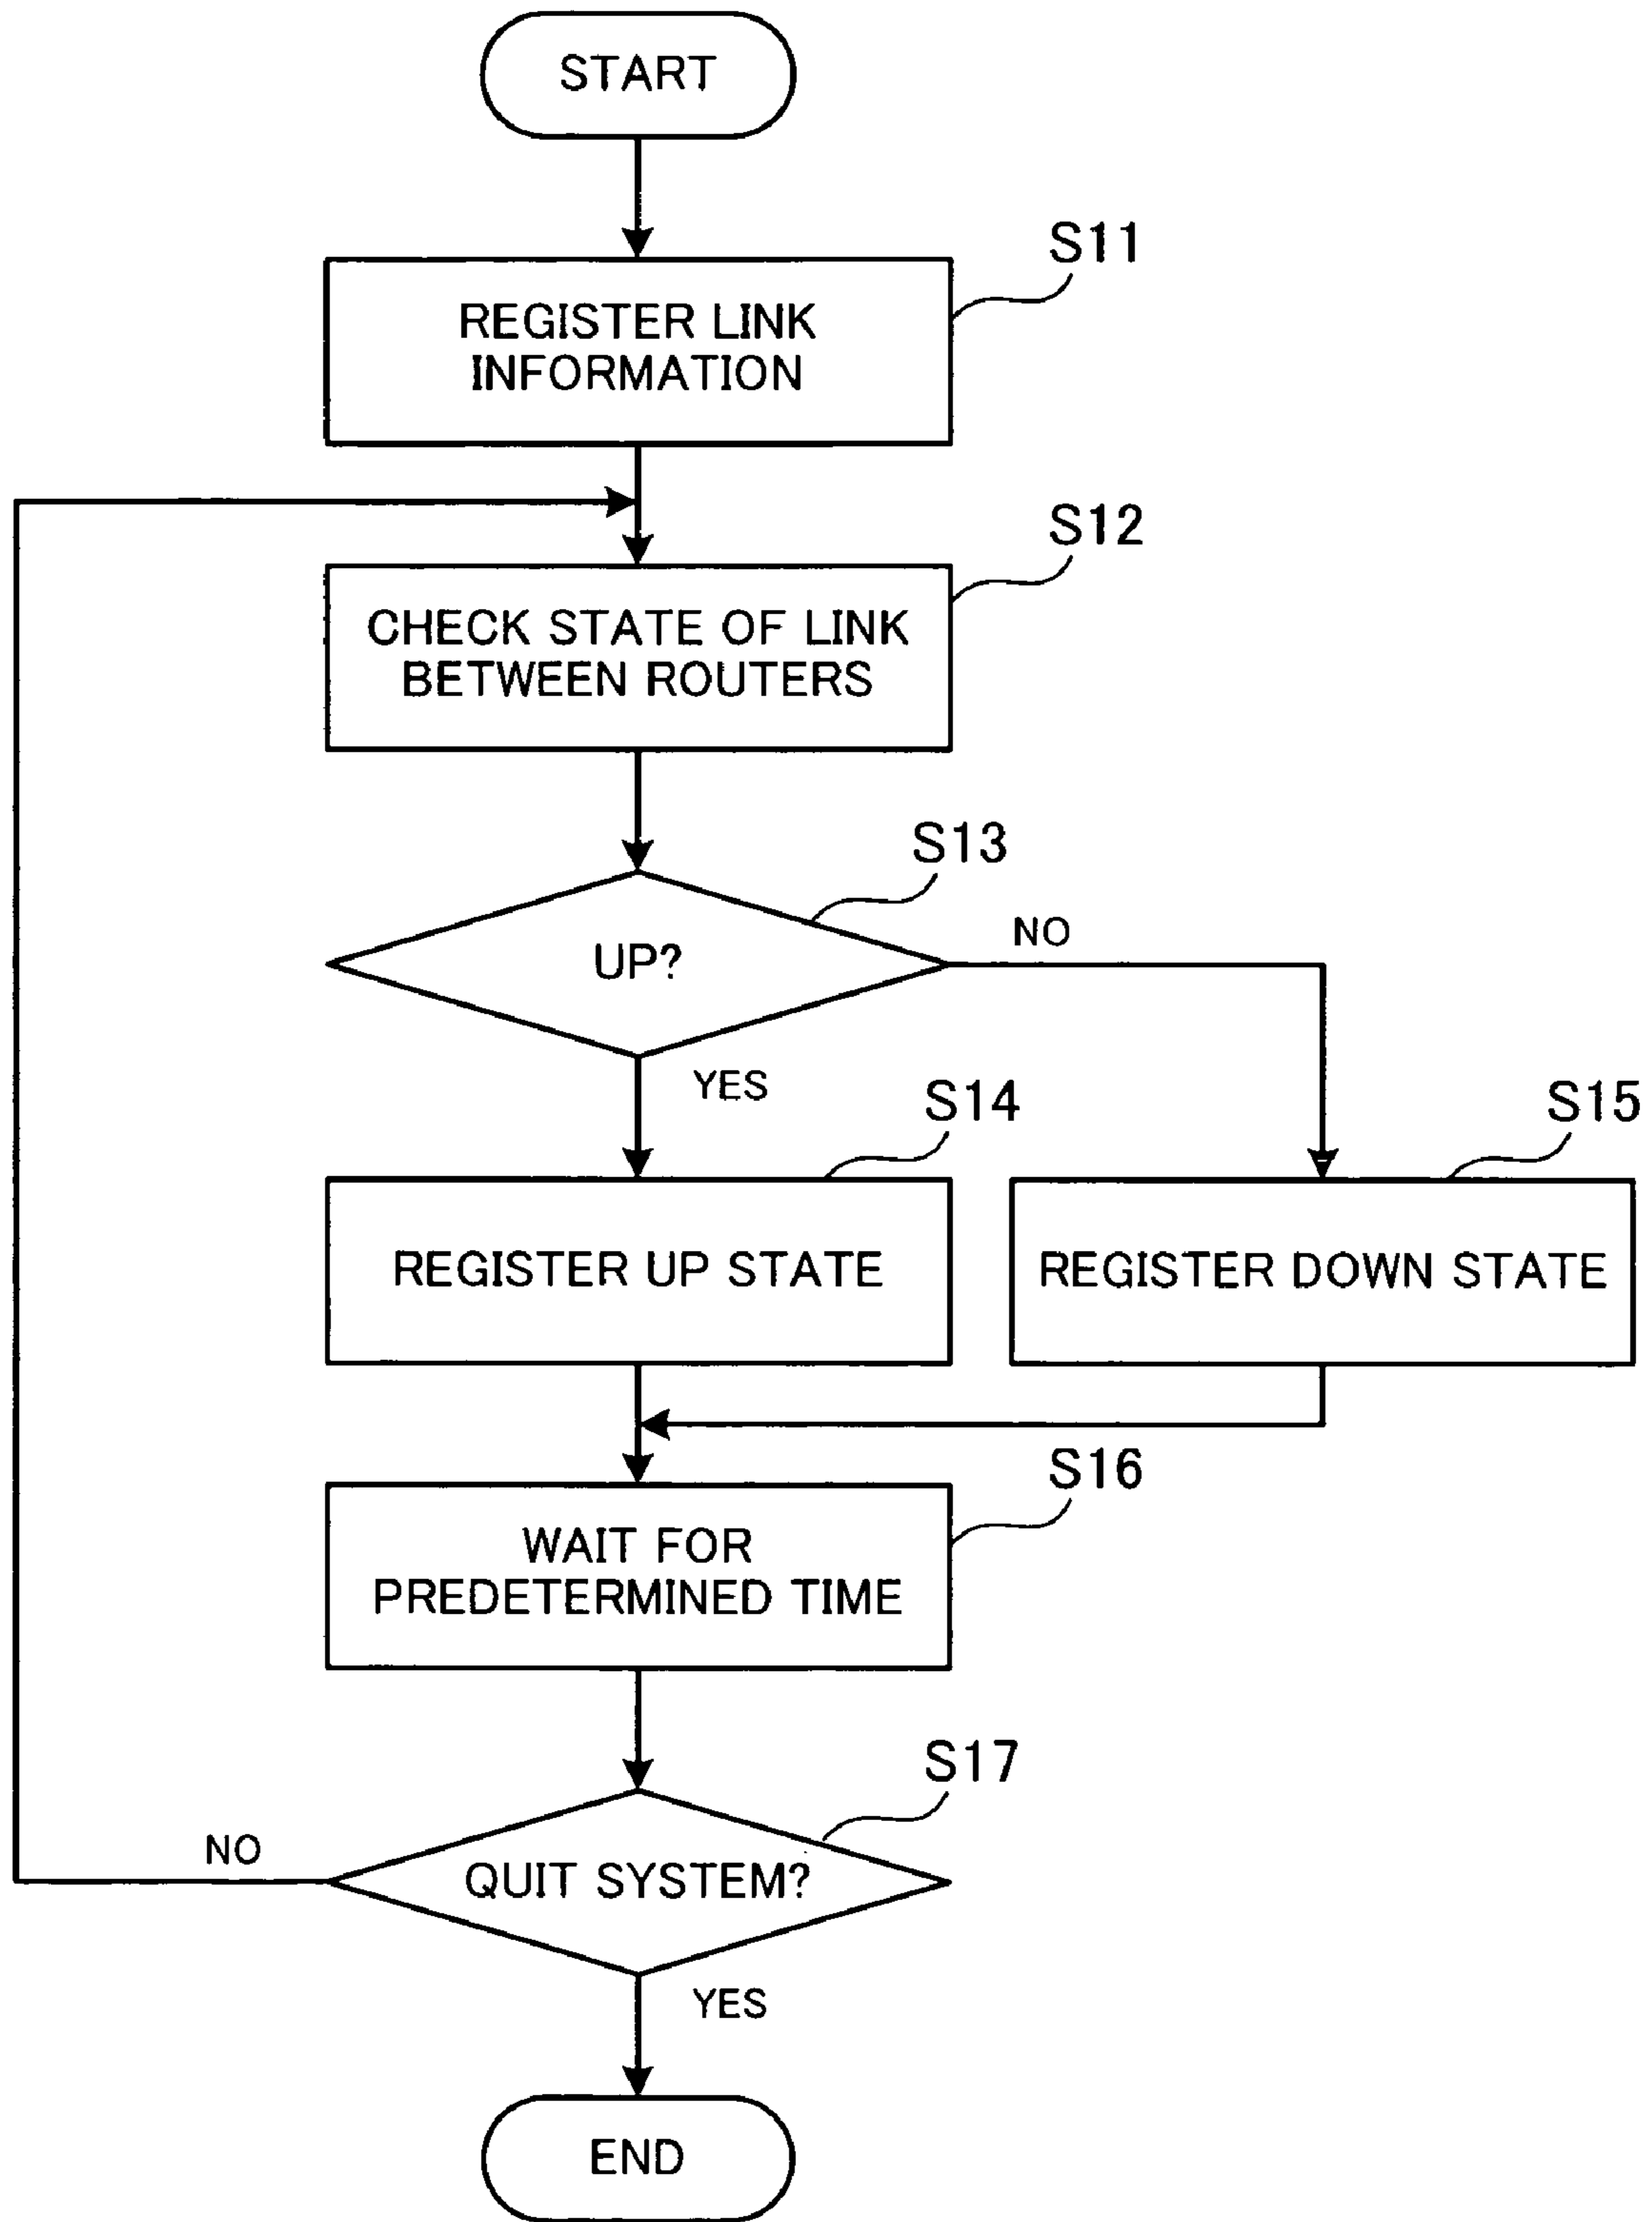 START
S11
REGISTER LINK
INFORMATION
S12
CHECK STATE OF LINK
BETWEEN ROUTERS
S13
UP?
NO
YES
S14
S15
REGISTER UP STATE
REGISTER DOWN STATE
S16
WAIT FOR
PREDETERMINED TIME
S17
NO
QUIT SYSTEM?
YES
END